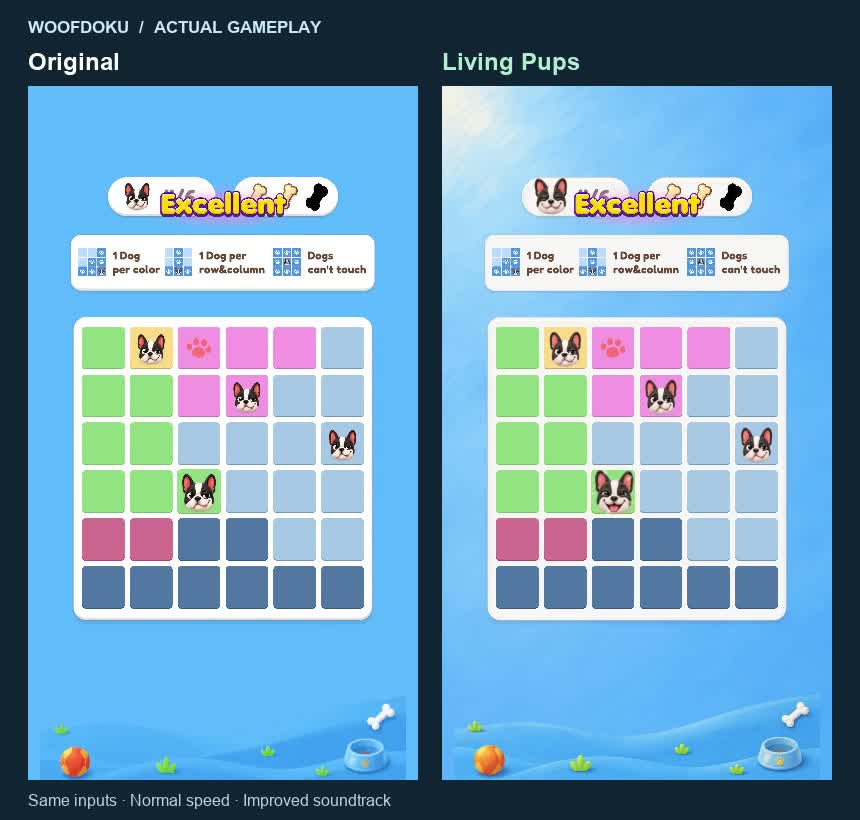 WOOFDOKU / ACTUAL GAMEPLAY
Original
Living Pups
Excellent
1 Dog
per color
1 Dog per
row&column
Dogs
can't touch
Excellent
1 Dog
per color
1 Dog per
row&column
Dogs
can't touch
Same inputs · Normal speed · Improved soundtrack